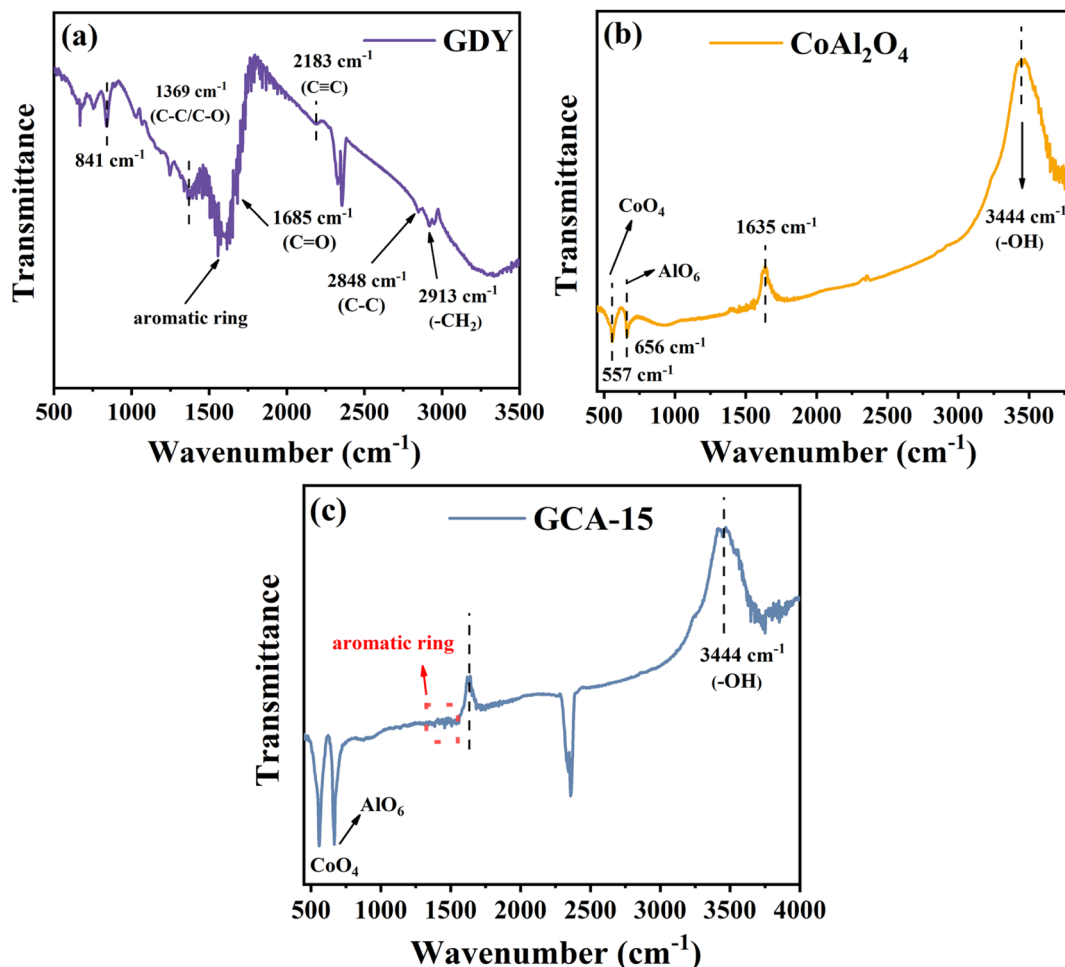 (a)
GDY
2183 cm⁻¹
(C≡C)
1369 cm⁻¹
(C-C/C-O)
841 cm⁻¹
1685 cm⁻¹
(C=O)
aromatic ring
2848 cm⁻¹
(C-C)
2913 cm⁻¹
(-CH₂)
Transmittance
500 1000 1500 2000 2500 3000 3500
Wavenumber (cm⁻¹)
(b)
CoAl₂O₄
CoO₄
AlO₆
1635 cm⁻¹
3444 cm⁻¹
(-OH)
656 cm⁻¹
557 cm⁻¹
Transmittance
500 1000 1500 2000 2500 3000 3500
Wavenumber (cm⁻¹)
(c)
GCA-15
aromatic ring
3444 cm⁻¹
(-OH)
AlO₆
CoO₄
Transmittance
500 1000 1500 2000 2500 3000 3500 4000
Wavenumber (cm⁻¹)